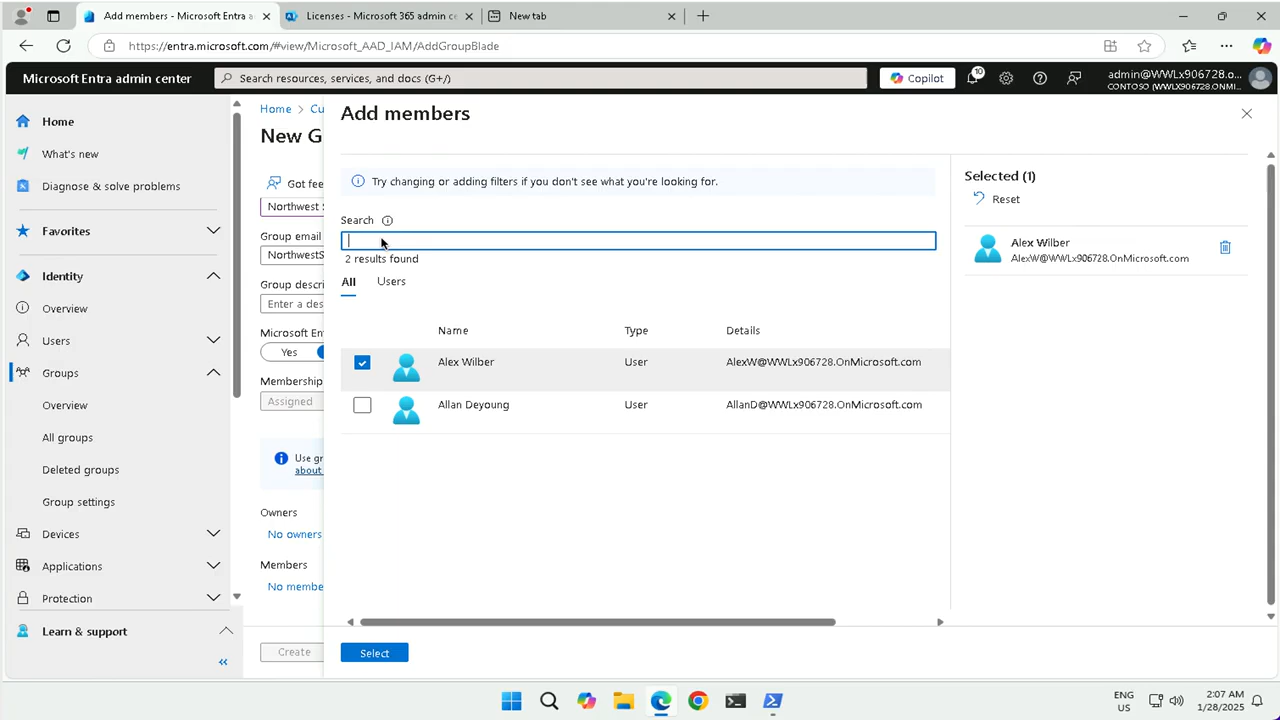 Add members - Microsoft Entra a
Licenses - Microsoft 365 admin ce
New tab
https://entra.microsoft.com/#view/Microsoft_AAD_IAM/AddGroupBlade
Microsoft Entra admin center
Search resources, services, and docs (G+/)
Copilot
10
admin@WWLx906728.o...
CONTOSO (WWLX906728.ONMI...
Home
What's new
Diagnose & solve problems
Favorites
Identity
Overview
Users
Groups
Overview
All groups
Deleted groups
Group settings
Devices
Applications
Protection
Learn & support
Home > Cu
New G
Got fee
Northwest S
Group email
NorthwestS
Group descri
Enter a des
Microsoft En
Yes
Membership
Assigned
Use gr
about
Owners
No owners
Members
No membe
Create
Add members
Try changing or adding filters if you don't see what you're looking for.
Search
2 results found
All Users
Name Type Details
Alex Wilber User AlexW@WWLx906728.OnMicrosoft.com
Allan Deyoung User AllanD@WWLx906728.OnMicrosoft.com
Select
Selected (1)
Reset
Alex Wilber
AlexW@WWLx906728.OnMicrosoft.com
ENG
US
2:07 AM
1/28/2025